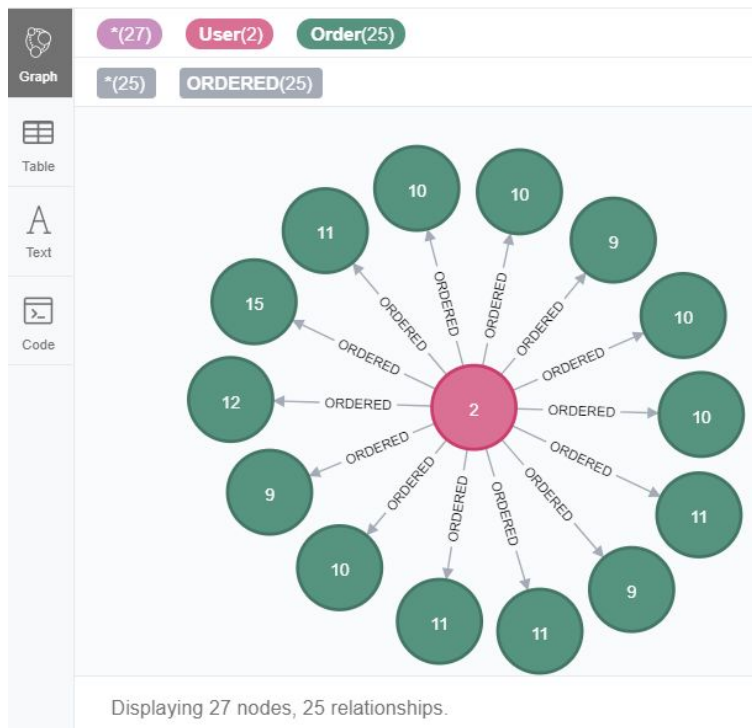 *(27) User(2) Order(25)
Graph
*(25) ORDERED(25)
Table
A
Text
>_
Code
10
10
11
9
15
10
12
2
10
9
11
10
9
11
11
ORDERED
ORDERED
ORDERED
ORDERED
ORDERED
ORDERED
ORDERED
ORDERED
ORDERED
ORDERED
ORDERED
ORDERED
ORDERED
ORDERED
Displaying 27 nodes, 25 relationships.